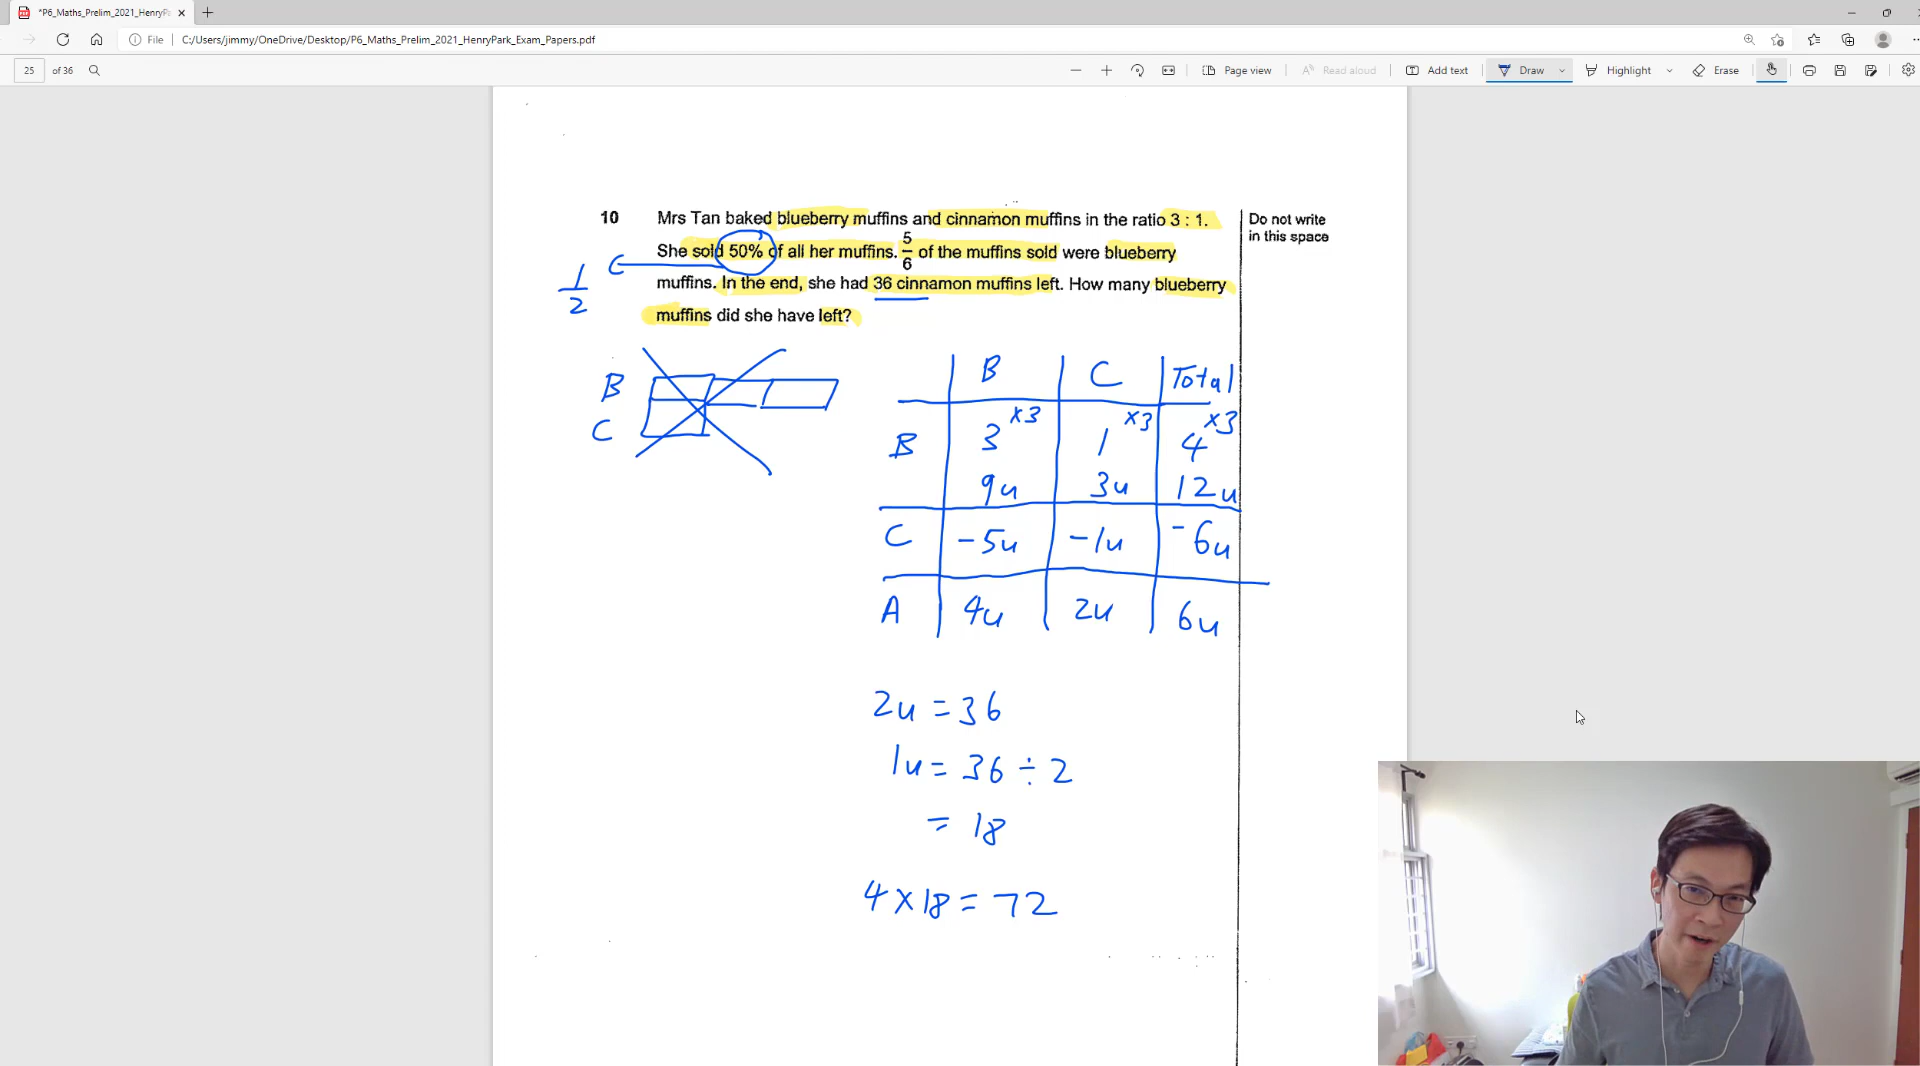 *P6_Maths_Prelim_2021_HenryPa
File C:/Users/jimmy/OneDrive/Desktop/P6_Maths_Prelim_2021_HenryPark_Exam_Papers.pdf
25 of 36 Page view Read aloud Add text Draw Highlight Erase
10 Mrs Tan baked blueberry muffins and cinnamon muffins in the ratio 3 : 1. Do not write
in this space
She sold 50% of all her muffins. 5/6 of the muffins sold were blueberry
muffins. In the end, she had 36 cinnamon muffins left. How many blueberry
muffins did she have left?
1/2
B
C
B C Total
B 3 x3 1 x3 4 x3
9u 3u 12u
C -5u -1u -6u
A 4u 2u 6u
2u = 36
1u = 36 ÷ 2
= 18
4 x 18 = 72